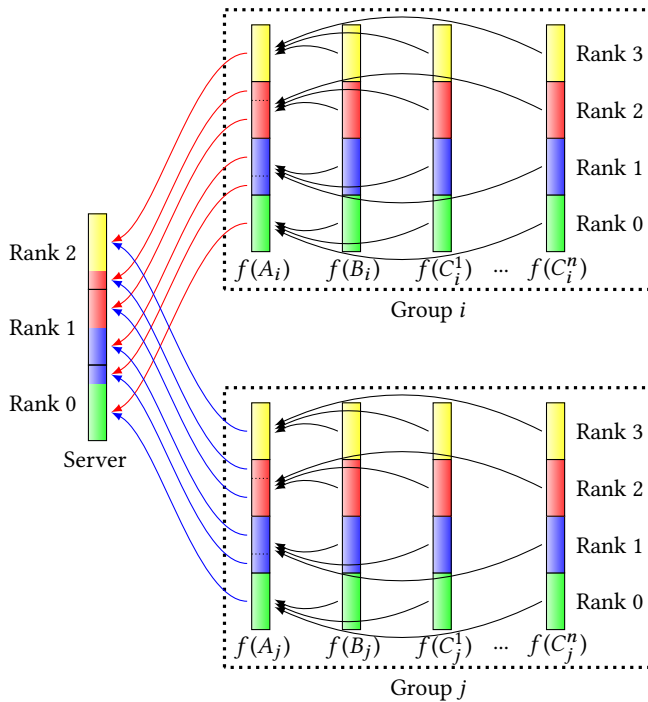 Rank 3
Rank 2
Rank 1
Rank 0
f(A_i) f(B_i) f(C_i^1) ... f(C_i^n)
Group i
Rank 2
Rank 1
Rank 0
Server
Rank 3
Rank 2
Rank 1
Rank 0
f(A_j) f(B_j) f(C_j^1) ... f(C_j^n)
Group j